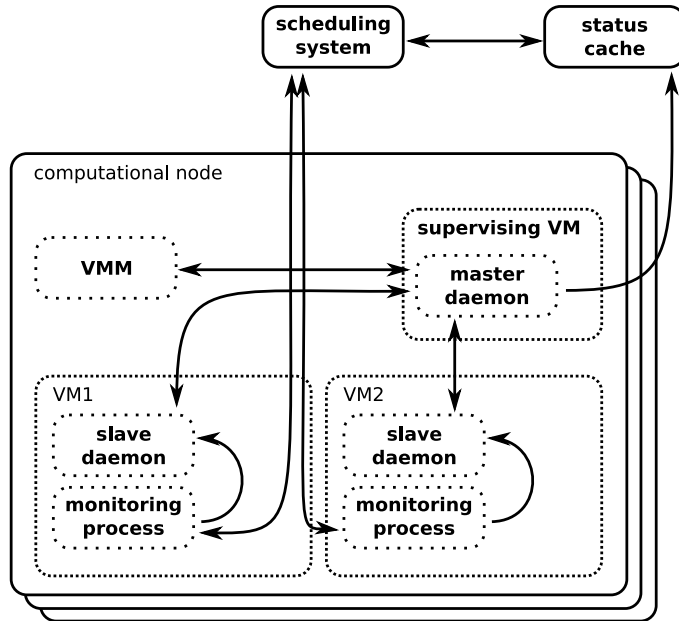 scheduling
system
status
cache
computational node
supervising VM
VMM
master
daemon
VM1
slave
daemon
monitoring
process
VM2
slave
daemon
monitoring
process